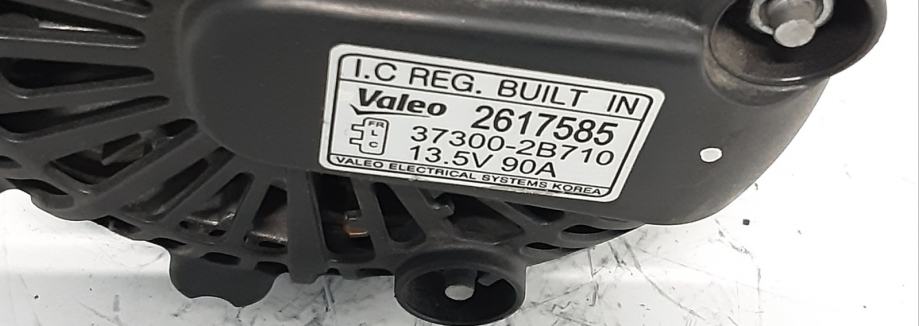 I.C REG. BUILT IN
Valeo 2617585
FR
L
C
37300-2B710
13.5V 90A
VALEO ELECTRICAL SYSTEMS KOREA